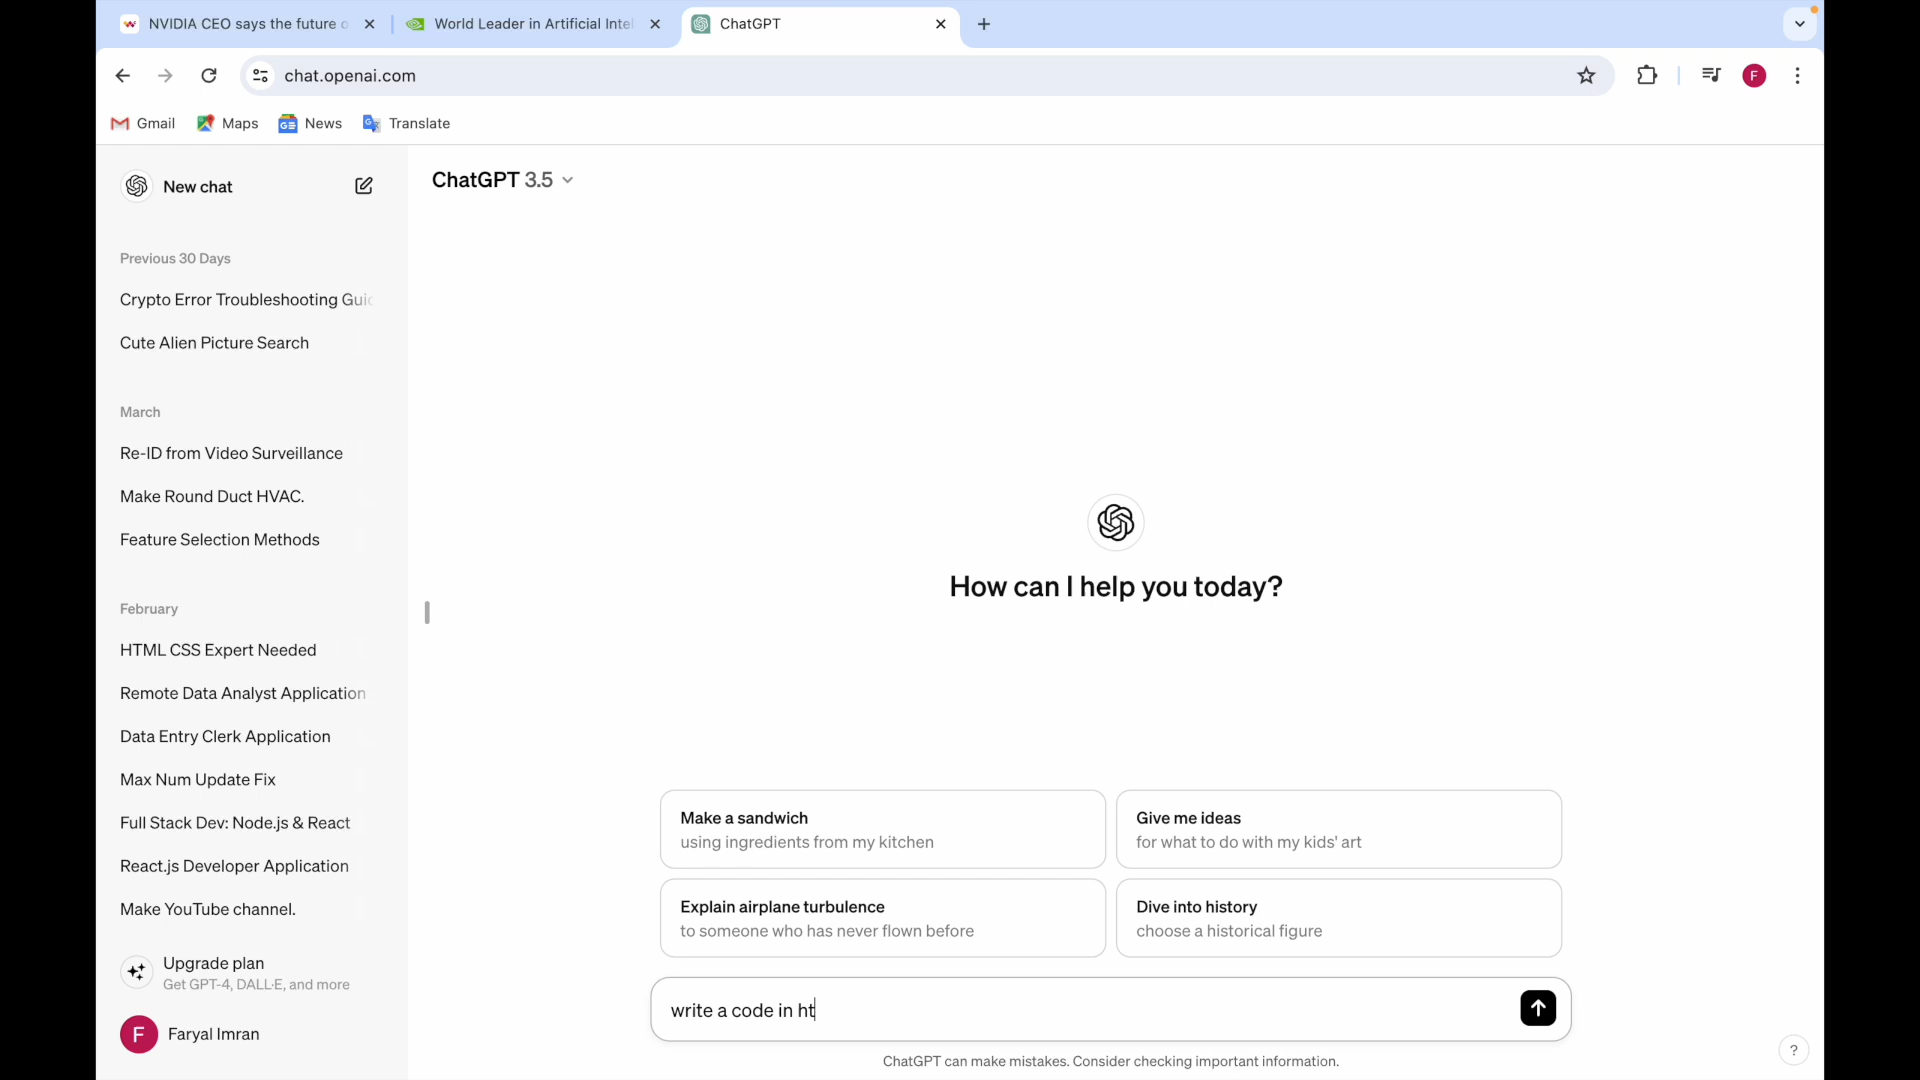 NVIDIA CEO says the future o
World Leader in Artificial Intel
ChatGPT
chat.openai.com
F
Gmail
Maps
News
Translate
New chat
ChatGPT 3.5
Previous 30 Days
Crypto Error Troubleshooting Guid
Cute Alien Picture Search
March
Re-ID from Video Surveillance
Make Round Duct HVAC.
Feature Selection Methods
February
HTML CSS Expert Needed
Remote Data Analyst Application
Data Entry Clerk Application
Max Num Update Fix
Full Stack Dev: Node.js & React
React.js Developer Application
Make YouTube channel.
Upgrade plan
Get GPT-4, DALL·E, and more
F
Faryal Imran
How can I help you today?
Make a sandwich
using ingredients from my kitchen
Give me ideas
for what to do with my kids' art
Explain airplane turbulence
to someone who has never flown before
Dive into history
choose a historical figure
write a code in ht
ChatGPT can make mistakes. Consider checking important information.
?